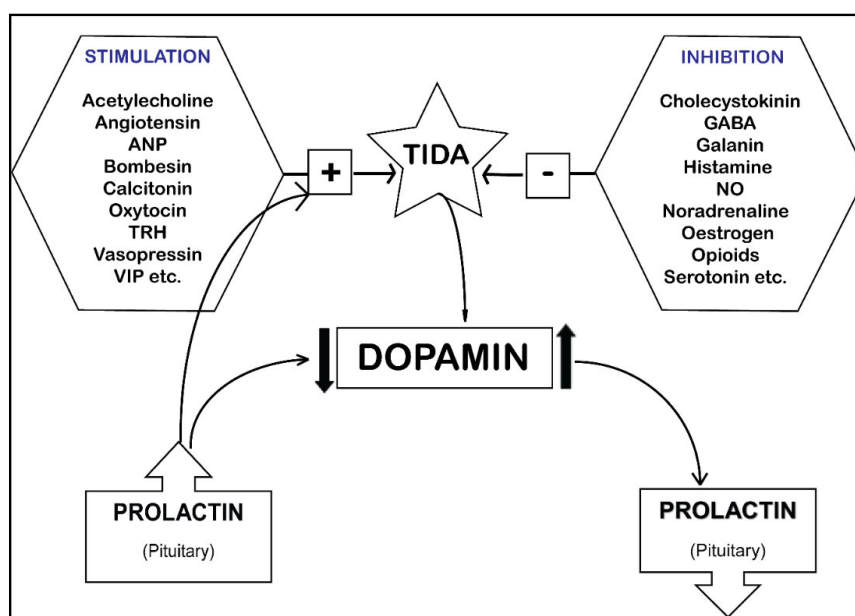 STIMULATION
Acetylecholine
Angiotensin
ANP
Bombesin
Calcitonin
Oxytocin
TRH
Vasopressin
VIP etc.
+
TIDA
-
INHIBITION
Cholecystokinin
GABA
Galanin
Histamine
NO
Noradrenaline
Oestrogen
Opioids
Serotonin etc.
DOPAMIN
PROLACTIN
(Pituitary)
PROLACTIN
(Pituitary)